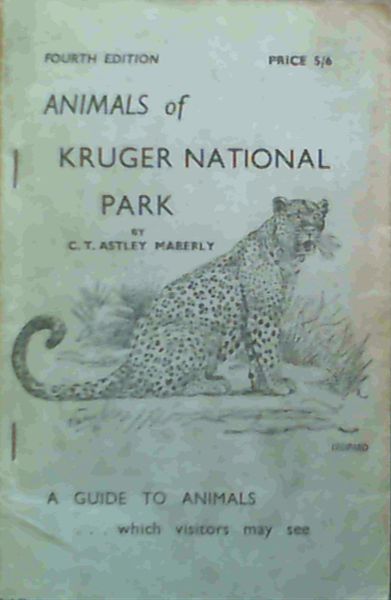 FOURTH EDITION PRICE 5/6
ANIMALS of
KRUGER NATIONAL
PARK
BY
C. T. ASTLEY MABERLY
LEOPARD
A GUIDE TO ANIMALS
. . . which visitors may see